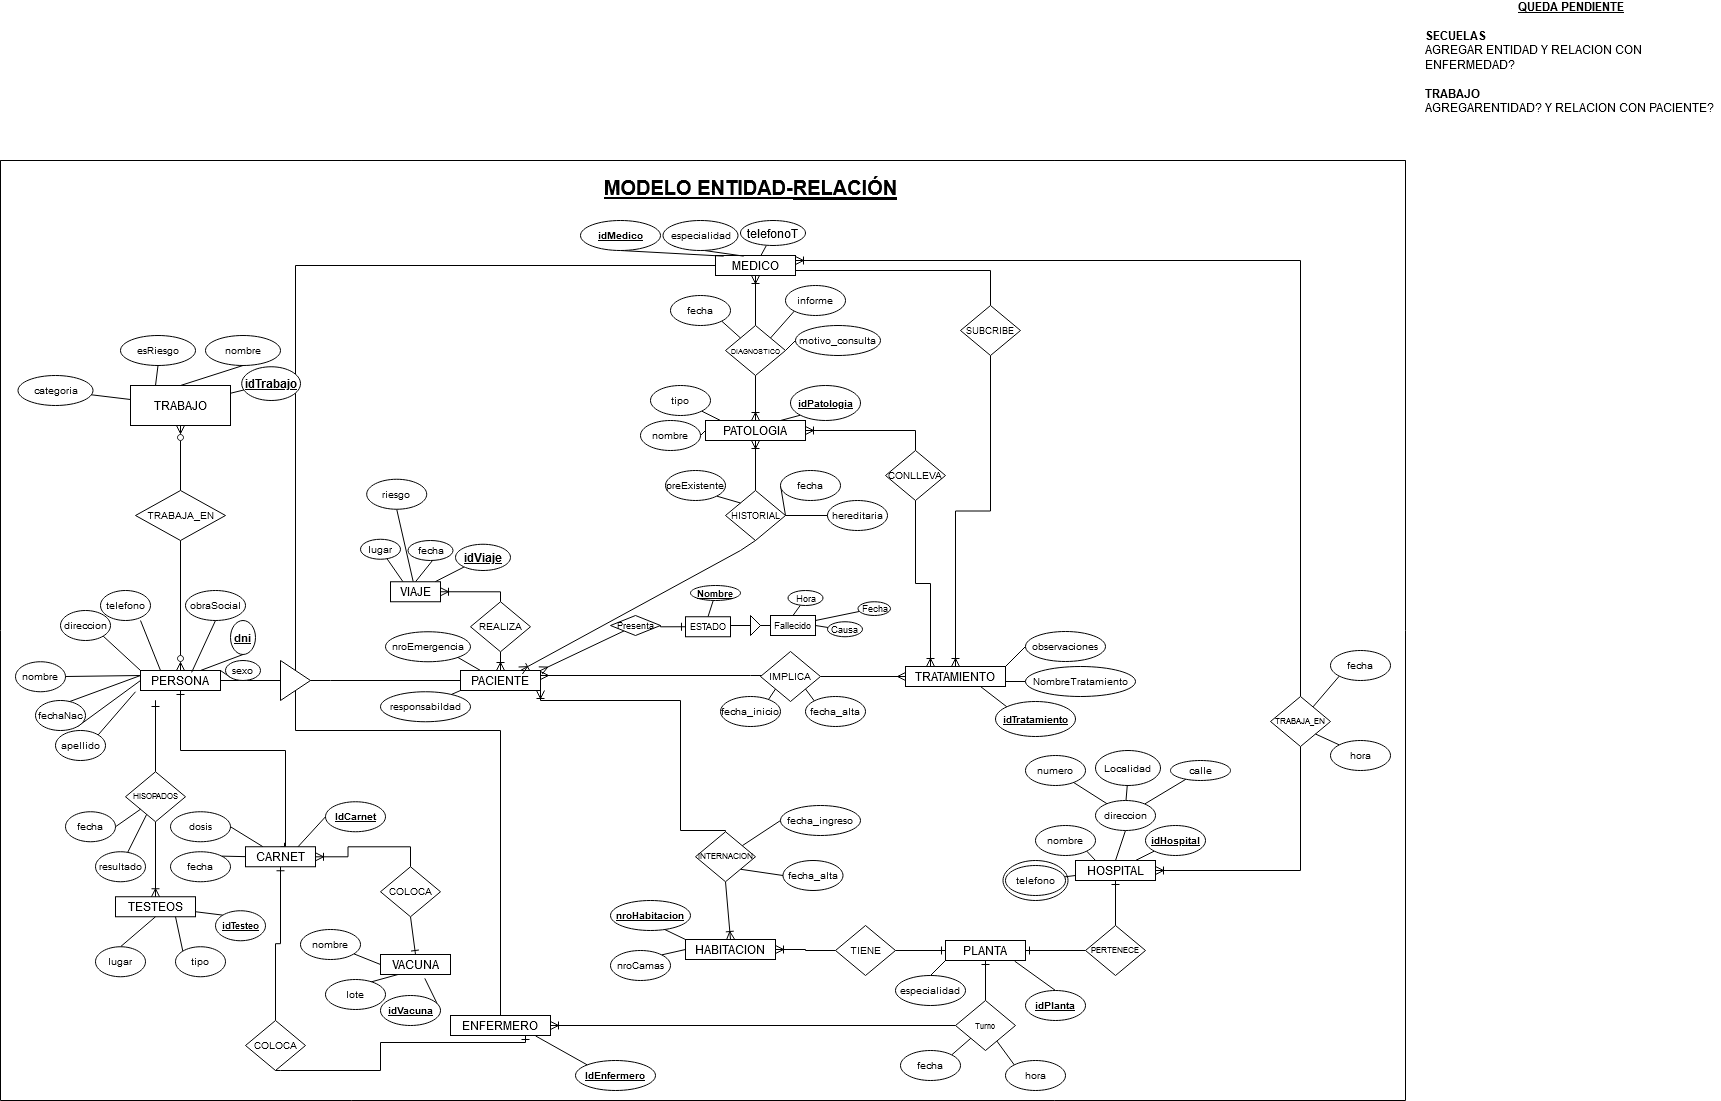 QUEDA PENDIENTE
SECUELAS
AGREGAR ENTIDAD Y RELACION CON
ENFERMEDAD?
TRABAJO
AGREGARENTIDAD? Y RELACION CON PACIENTE?
MODELO ENTIDAD-RELACIÓN
idMedico
especialidad
telefonoT
MEDICO
fecha
informe
motivo_consulta
DIAGNOSTICO
SUBCRIBE
esRiesgo
nombre
categoria
idTrabajo
TRABAJO
tipo
idPatologia
nombre
PATOLOGIA
CONLLEVA
preExistente
fecha
HISTORIAL
hereditaria
TRABAJA_EN
riesgo
lugar
fecha
idViaje
VIAJE
REALIZA
Nombre
Presenta
ESTADO
Hora
Fallecido
Fecha
Causa
telefono
obraSocial
direccion
dni
sexo
nombre
PERSONA
fechaNac
apellido
nroEmergencia
PACIENTE
responsabildad
IMPLICA
fecha_inicio
fecha_alta
TRATAMIENTO
observaciones
NombreTratamiento
idTratamiento
fecha
TRABAJA_EN
hora
HISOPADOS
fecha
resultado
TESTEOS
idTesteo
lugar
tipo
dosis
IdCarnet
CARNET
fecha
COLOCA
nombre
VACUNA
lote
idVacuna
COLOCA
ENFERMERO
IdEnfermero
fecha_ingreso
INTERNACION
fecha_alta
nroHabitacion
HABITACION
nroCamas
TIENE
PLANTA
especialidad
idPlanta
PERTENECE
Turno
fecha
hora
numero
Localidad
calle
direccion
nombre
idHospital
HOSPITAL
telefono